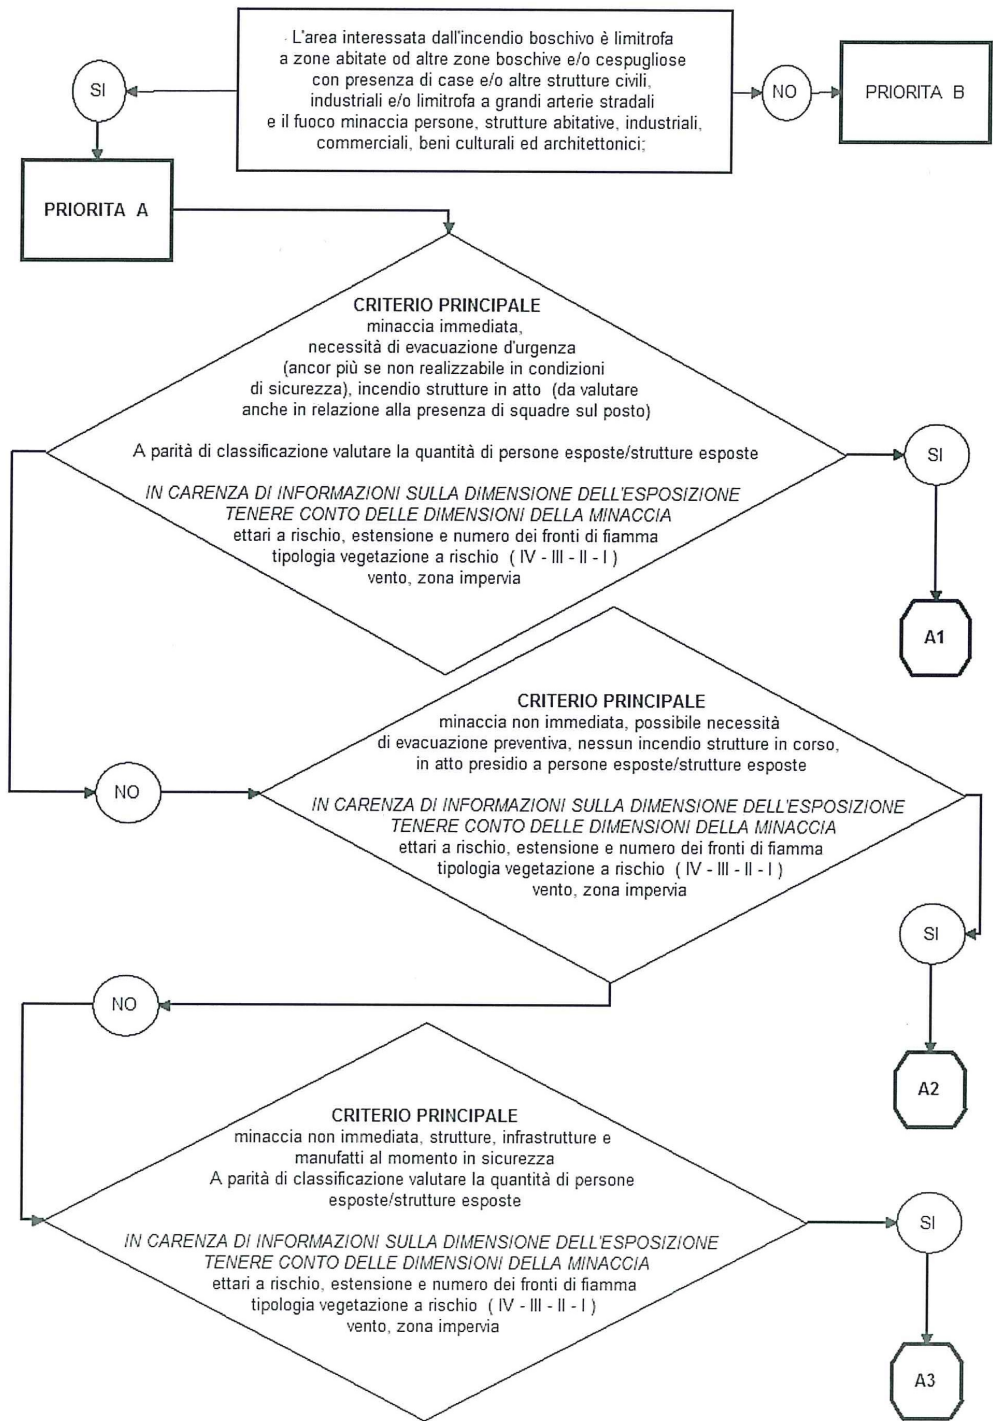 L'area interessata dall'incendio boschivo è limitrofa
a zone abitate od altre zone boschive e/o cespugliose
con presenza di case e/o altre strutture civili,
industriali e/o limitrofa a grandi arterie stradali
e il fuoco minaccia persone, strutture abitative, industriali,
commerciali, beni culturali ed architettonici;
SI
NO
PRIORITA B
PRIORITA A
CRITERIO PRINCIPALE
minaccia immediata,
necessità di evacuazione d'urgenza
(ancor più se non realizzabile in condizioni
di sicurezza), incendio strutture in atto (da valutare
anche in relazione alla presenza di squadre sul posto)
A parità di classificazione valutare la quantità di persone esposte/strutture esposte
IN CARENZA DI INFORMAZIONI SULLA DIMENSIONE DELL'ESPOSIZIONE
TENERE CONTO DELLE DIMENSIONI DELLA MINACCIA
ettari a rischio, estensione e numero dei fronti di fiamma
tipologia vegetazione a rischio ( IV - III - II - I )
vento, zona impervia
SI
A1
CRITERIO PRINCIPALE
minaccia non immediata, possibile necessità
di evacuazione preventiva, nessun incendio strutture in corso,
in atto presidio a persone esposte/strutture esposte
IN CARENZA DI INFORMAZIONI SULLA DIMENSIONE DELL'ESPOSIZIONE
TENERE CONTO DELLE DIMENSIONI DELLA MINACCIA
ettari a rischio, estensione e numero dei fronti di fiamma
tipologia vegetazione a rischio ( IV - III - II - I )
vento, zona impervia
NO
SI
A2
NO
CRITERIO PRINCIPALE
minaccia non immediata, strutture, infrastrutture e
manufatti al momento in sicurezza
A parità di classificazione valutare la quantità di persone
esposte/strutture esposte
IN CARENZA DI INFORMAZIONI SULLA DIMENSIONE DELL'ESPOSIZIONE
TENERE CONTO DELLE DIMENSIONI DELLA MINACCIA
ettari a rischio, estensione e numero dei fronti di fiamma
tipologia vegetazione a rischio ( IV - III - II - I )
vento, zona impervia
SI
A3